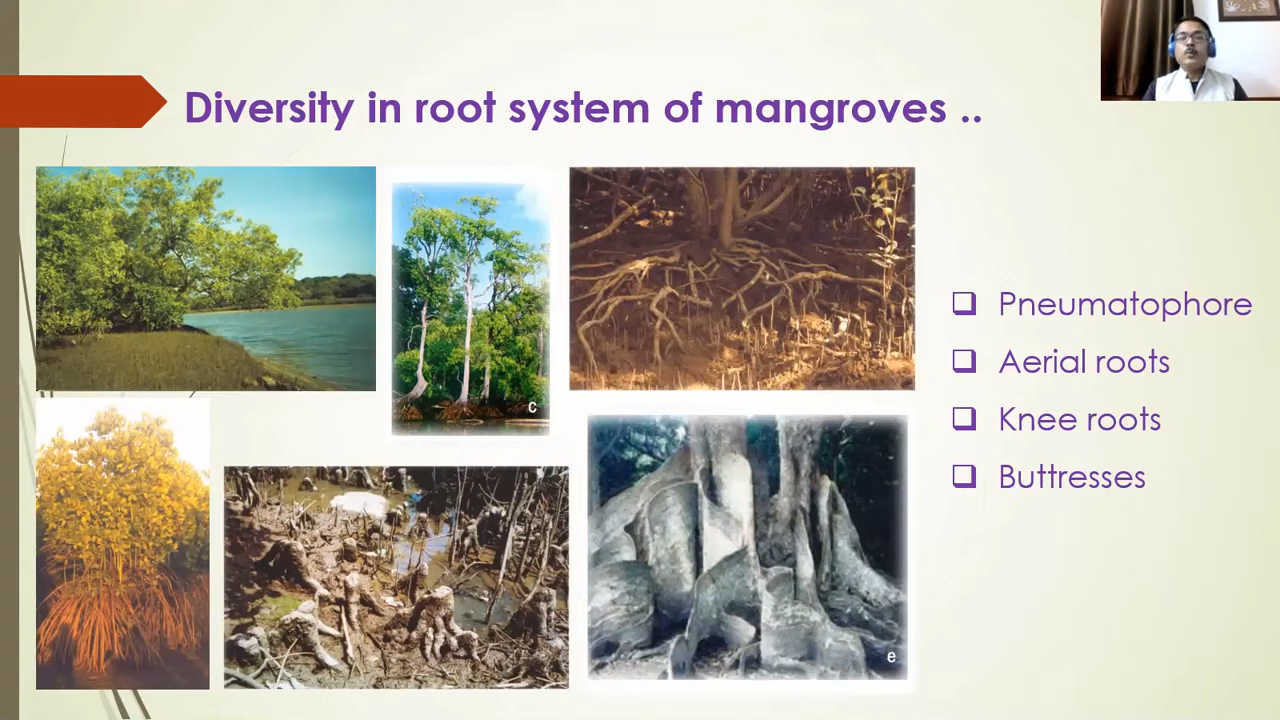 Diversity in root system of mangroves ..
c
Pneumatophore
Aerial roots
Knee roots
Buttresses
e